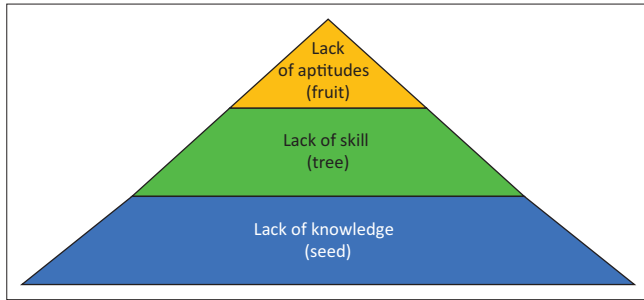 Lack
of aptitudes
(fruit)
Lack of skill
(tree)
Lack of knowledge
(seed)